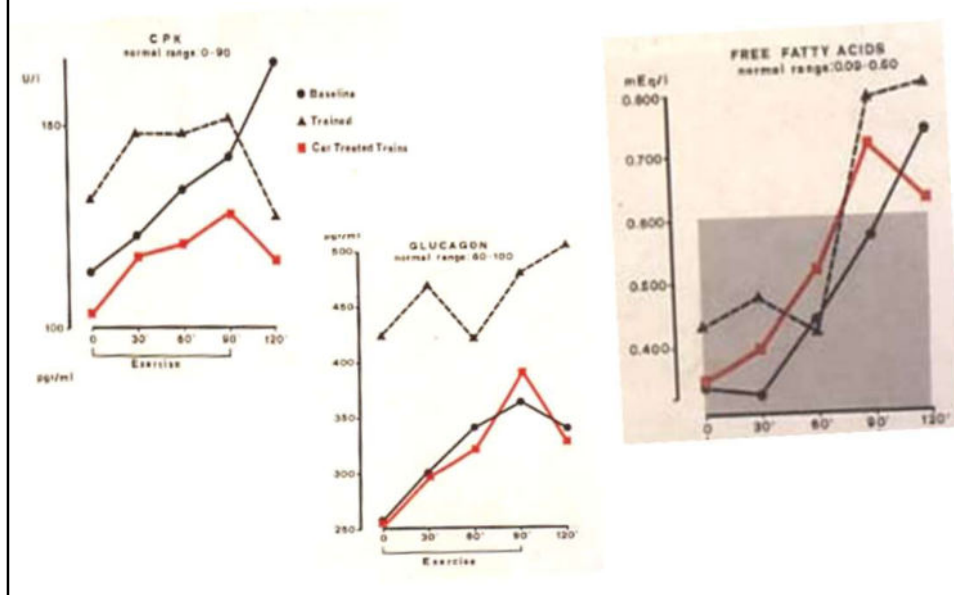 CPK
normal range:0-90
U/l
150
100
0 30' 60' 90' 120'
Exercise
pgr/ml
Baseline
Trained
Car Treated Trains
pgr/ml
GLUCAGON
normal range:60-100
500
450
400
350
300
250
0 30' 60' 90' 120'
Exercise
FREE FATTY ACIDS
normal range:0.09-0.60
mEq/l
0.800
0.700
0.600
0.500
0.400
0 30' 60' 90' 120'